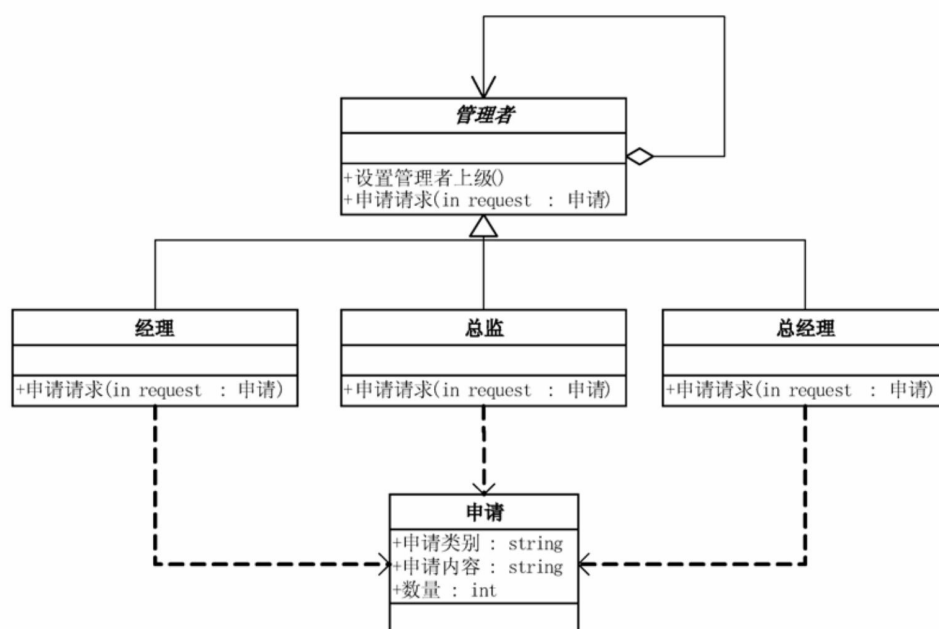 管理者
+设置管理者上级()
+申请请求(in request : 申请)
经理
+申请请求(in request : 申请)
总监
+申请请求(in request : 申请)
总经理
+申请请求(in request : 申请)
申请
+申请类别 : string
+申请内容 : string
+数量 : int